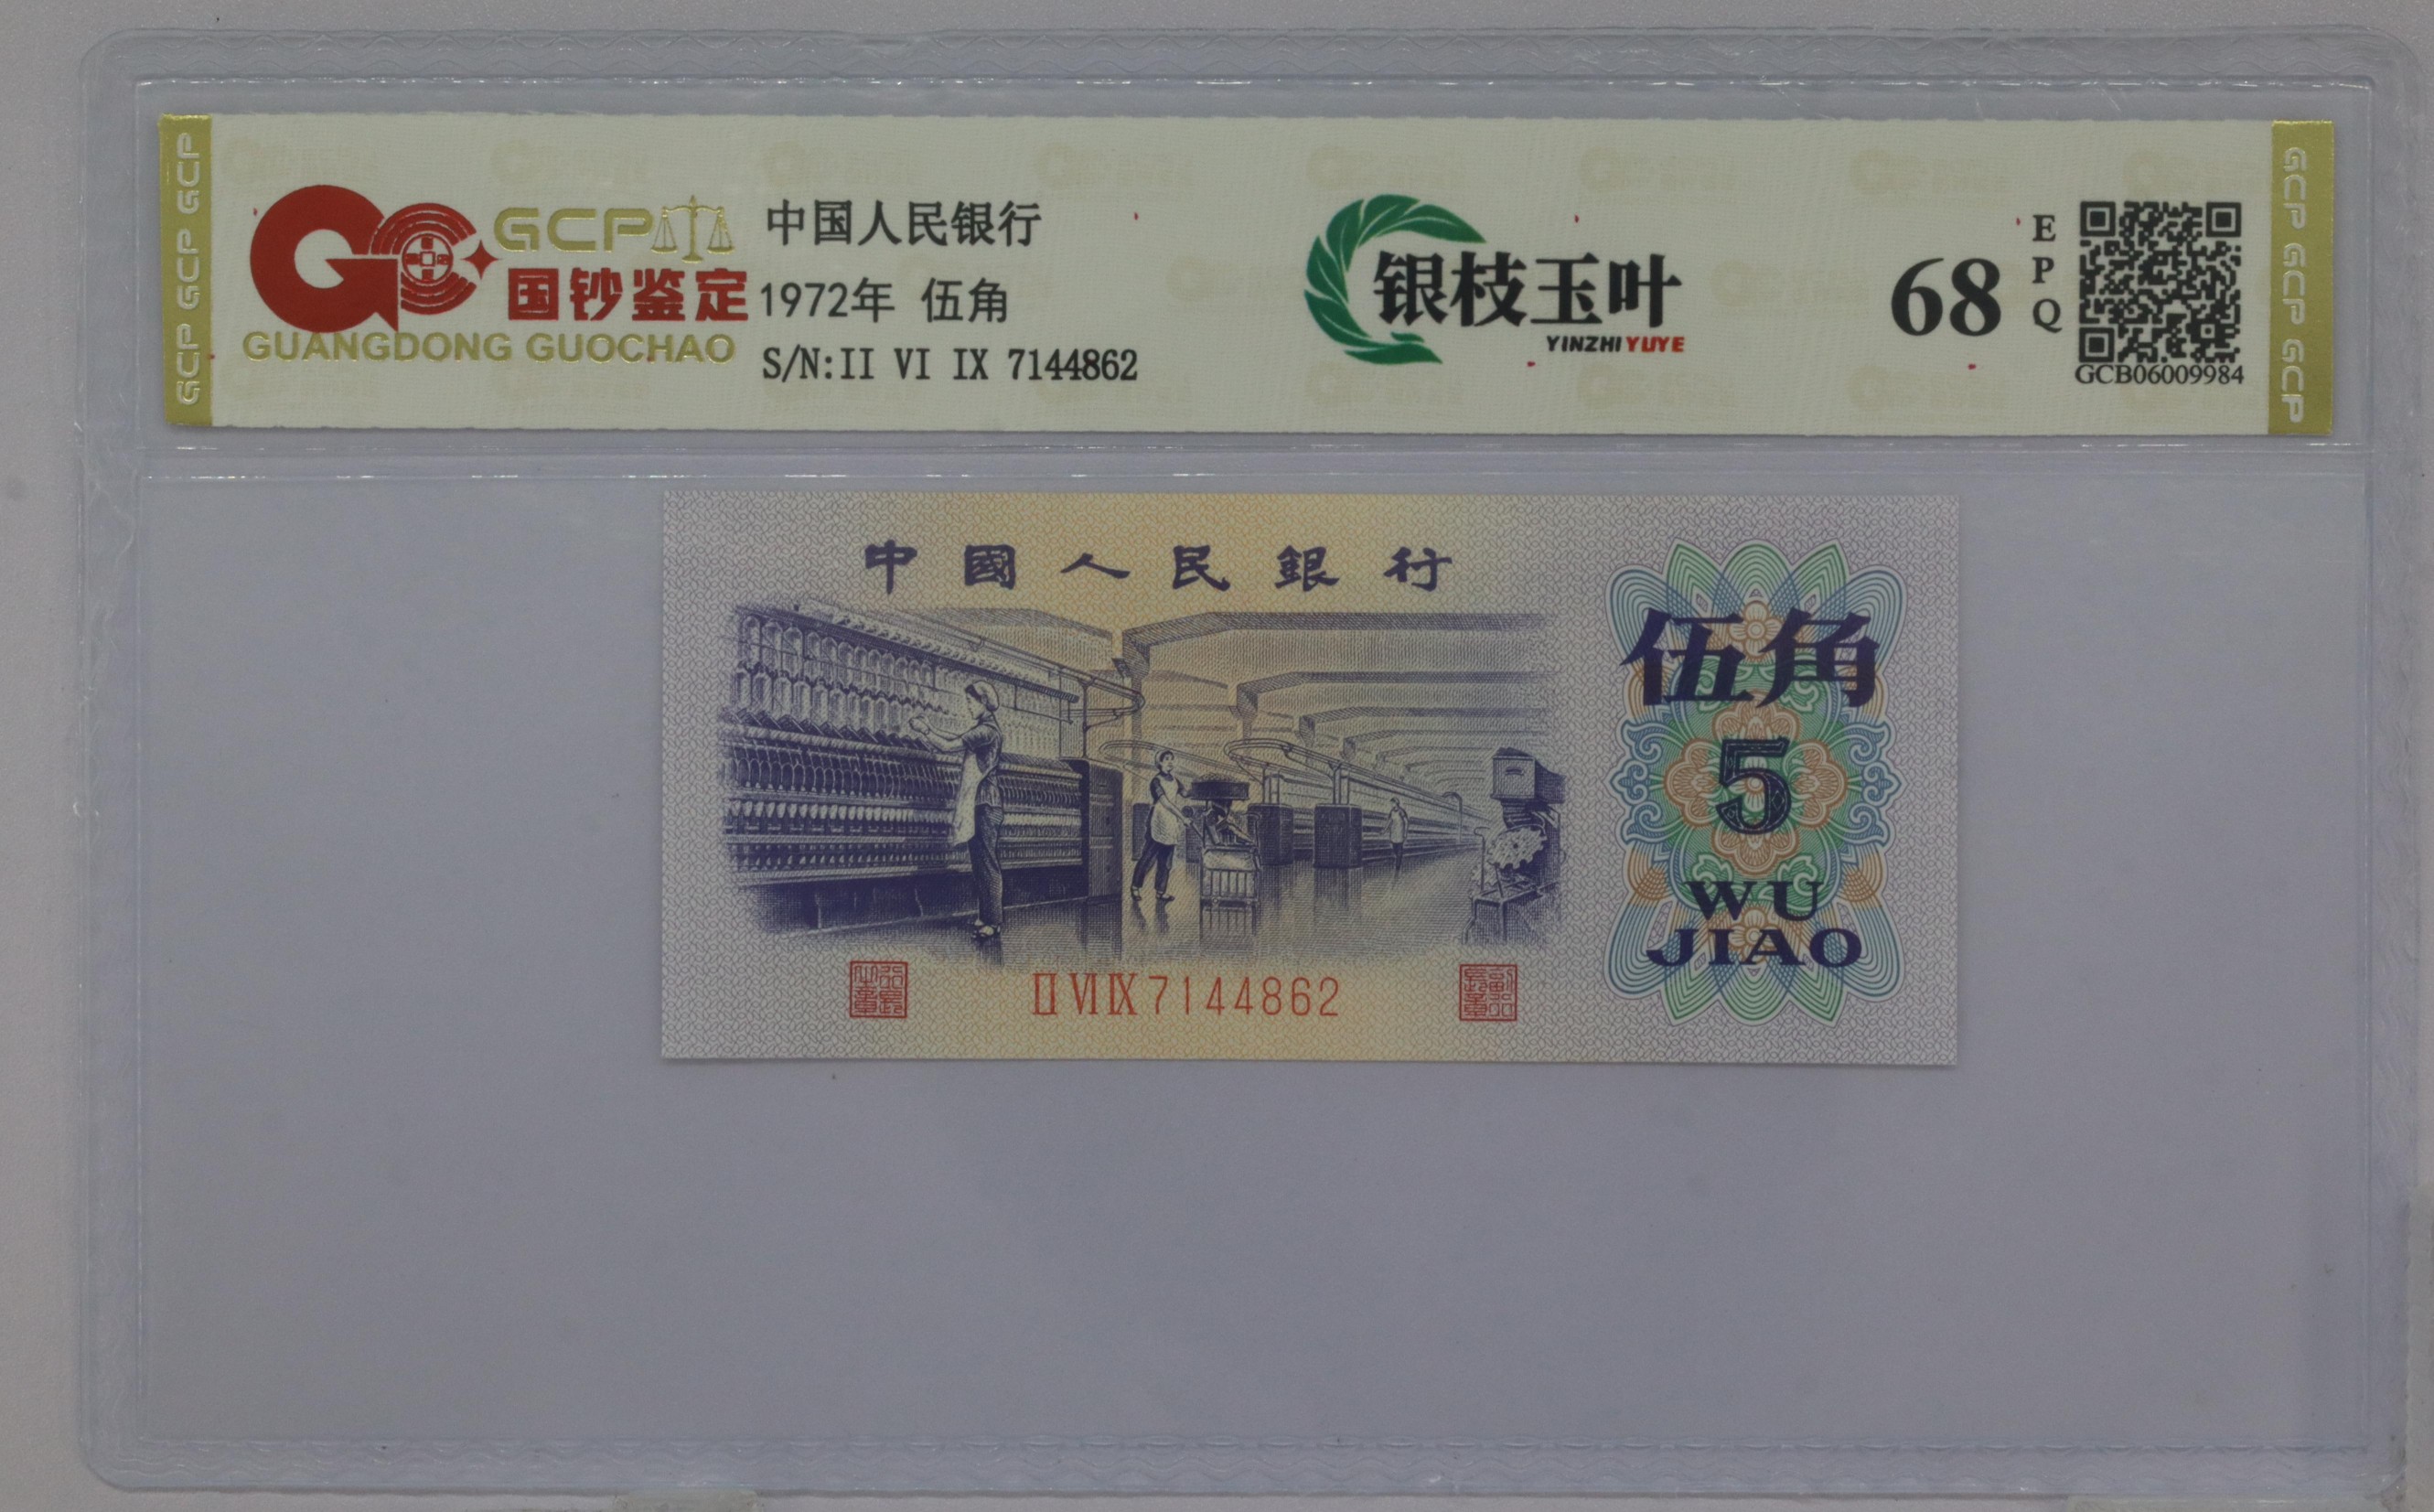 GCP GCP GCP
GCP
国钞鉴定
GUANGDONG GUOCHAO
中国人民银行
1972年 伍角
S/N:II VI IX 7144862
银枝玉叶
YINZHIYUYE
68
EPQ
GCB06009984
GCP GCP GCP
中國人民銀行
伍角
5
WU
JIAO
II VI IX 7144862